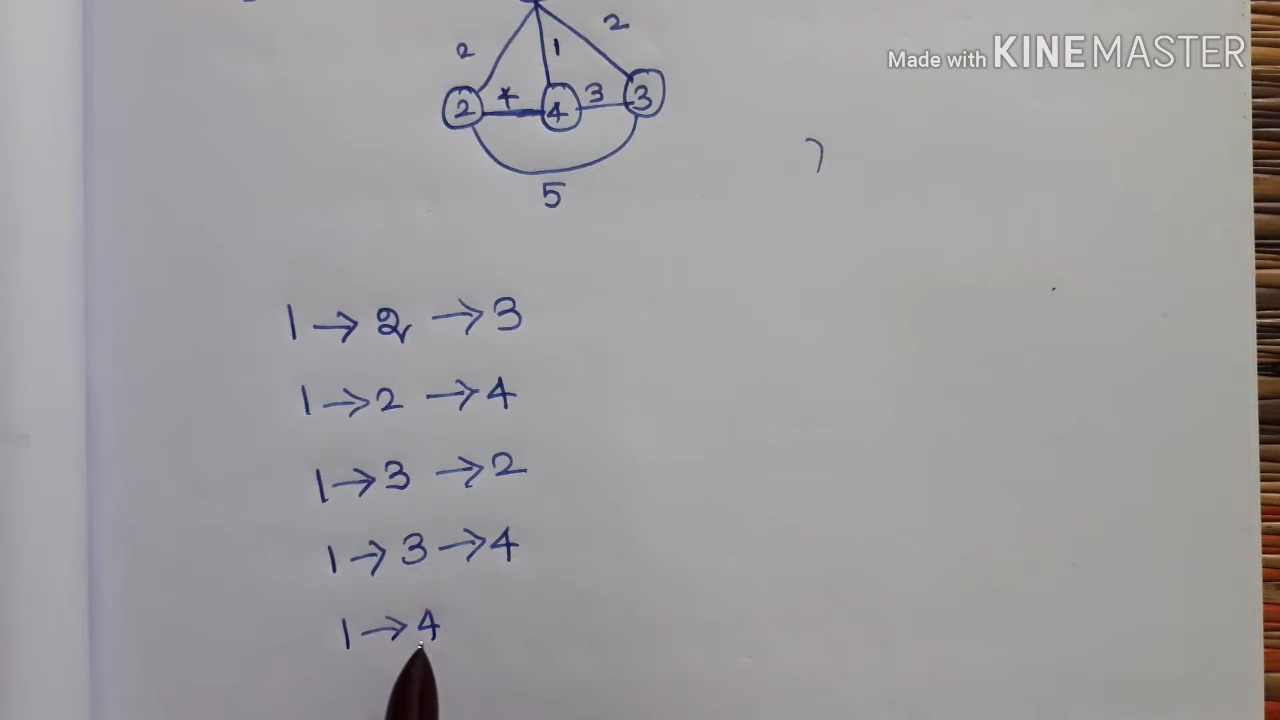 Made with KINEMASTER
2 1 2
2 4 4 3 3
5
1 → 2 → 3
1 → 2 → 4
1 → 3 → 2
1 → 3 → 4
1 → 4